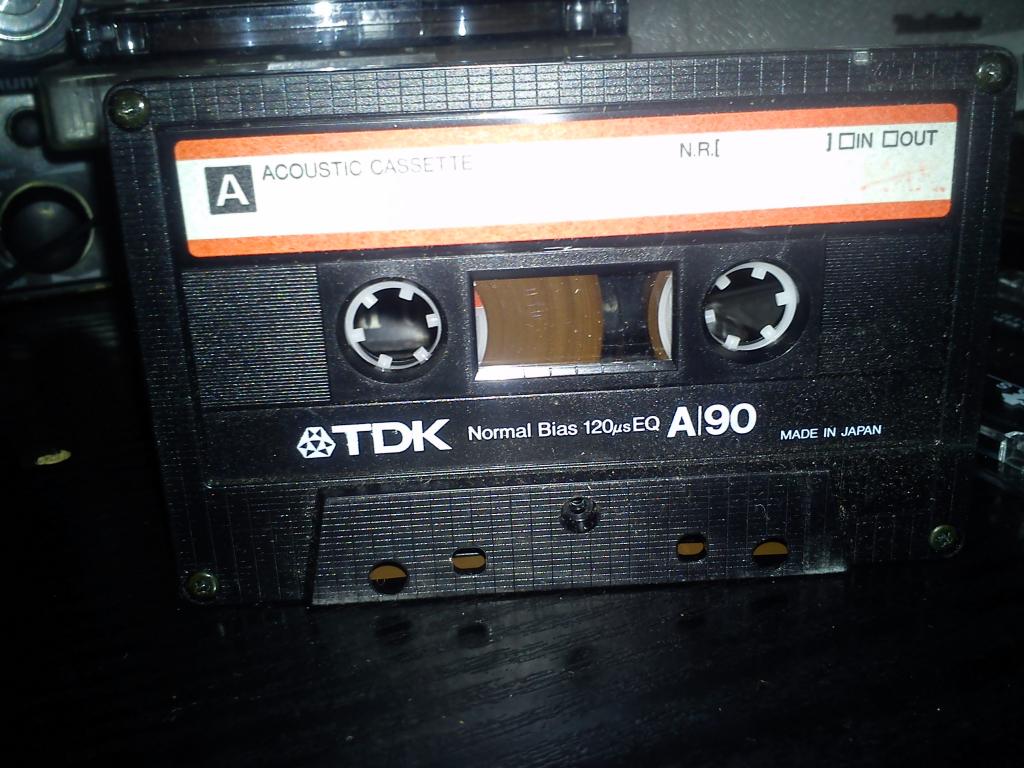 A ACOUSTIC CASSETTE N.R.[ ] ☐IN ☐OUT
TDK Normal Bias 120μs EQ A|90 MADE IN JAPAN